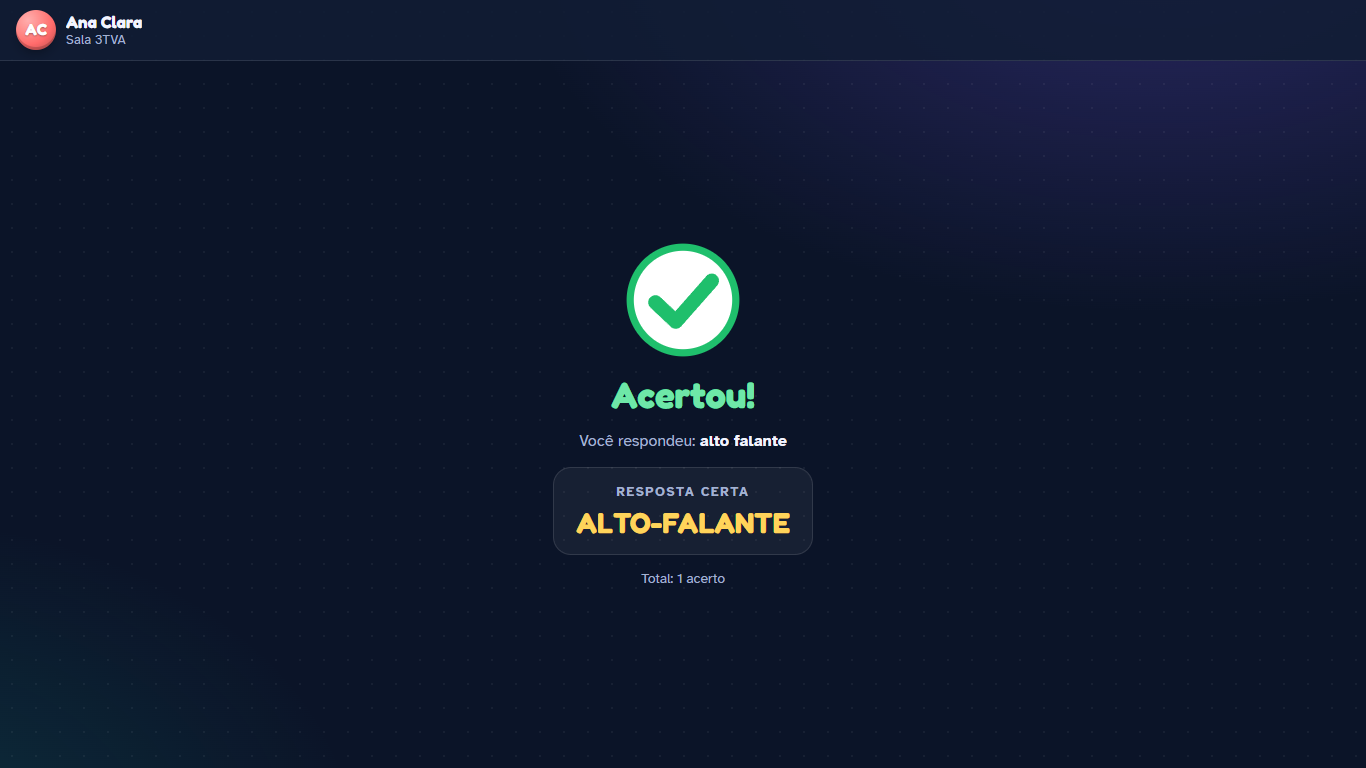 AC
Ana Clara
Sala 3TVA
Acertou!
Você respondeu: alto falante
RESPOSTA CERTA
ALTO-FALANTE
Total: 1 acerto